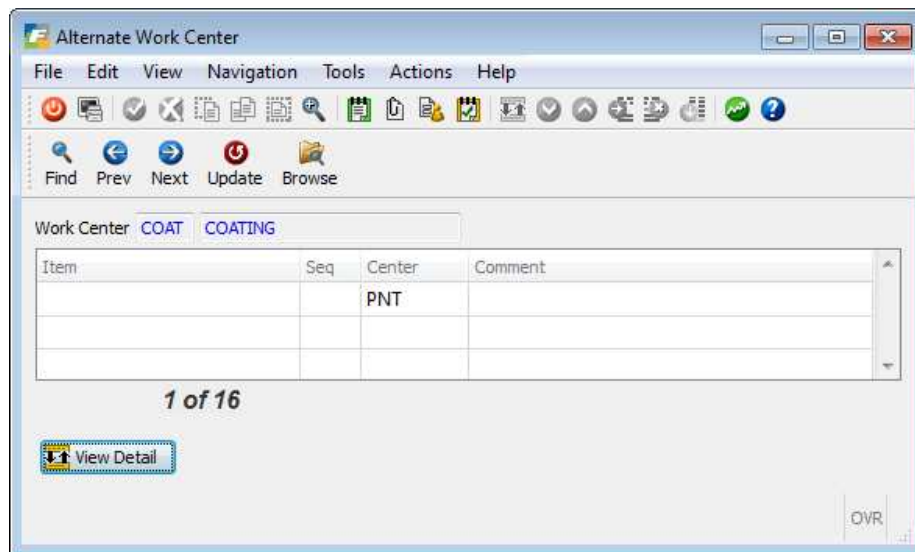 Alternate Work Center
File Edit View Navigation Tools Actions Help
Find Prev Next Update Browse
Work Center COAT COATING
Item Seq Center Comment
PNT
1 of 16
View Detail
OVR